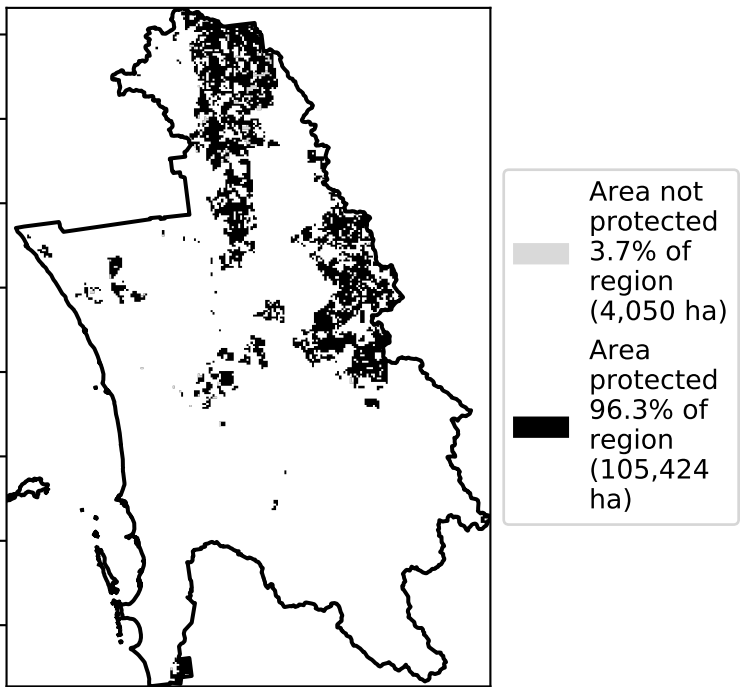 Area not
protected
3.7% of
region
(4,050 ha)
Area
protected
96.3% of
region
(105,424
ha)